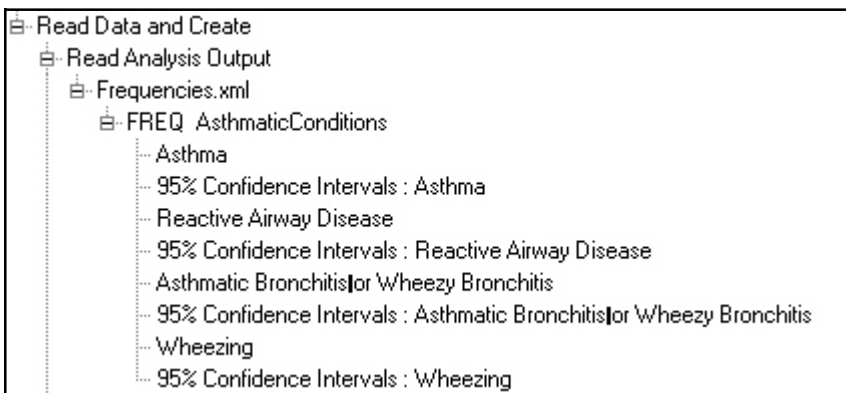 Read Data and Create
Read Analysis Output
Frequencies.xml
FREQ AsthmaticConditions
Asthma
95% Confidence Intervals : Asthma
Reactive Airway Disease
95% Confidence Intervals : Reactive Airway Disease
Asthmatic Bronchitis|or Wheezy Bronchitis
95% Confidence Intervals : Asthmatic Bronchitis|or Wheezy Bronchitis
Wheezing
95% Confidence Intervals : Wheezing